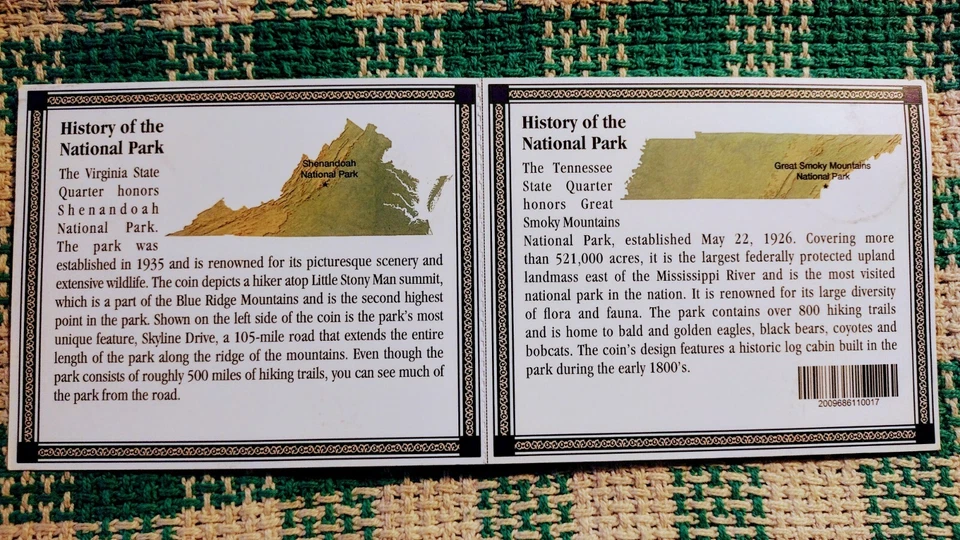 History of the
National Park
Shenandoah
National Park
The Virginia State
Quarter honors
Shenandoah
National Park.
The park was
established in 1935 and is renowned for its picturesque scenery and
extensive wildlife. The coin depicts a hiker atop Little Stony Man summit,
which is a part of the Blue Ridge Mountains and is the second highest
point in the park. Shown on the left side of the coin is the park's most
unique feature, Skyline Drive, a 105-mile road that extends the entire
length of the park along the ridge of the mountains. Even though the
park consists of roughly 500 miles of hiking trails, you can see much of
the park from the road.
History of the
National Park
Great Smoky Mountains
National Park
The Tennessee
State Quarter
honors Great
Smoky Mountains
National Park, established May 22, 1926. Covering more
than 521,000 acres, it is the largest federally protected upland
landmass east of the Mississippi River and is the most visited
national park in the nation. It is renowned for its large diversity
of flora and fauna. The park contains over 800 hiking trails
and is home to bald and golden eagles, black bears, coyotes and
bobcats. The coin's design features a historic log cabin built in the
park during the early 1800's.
2009686110017